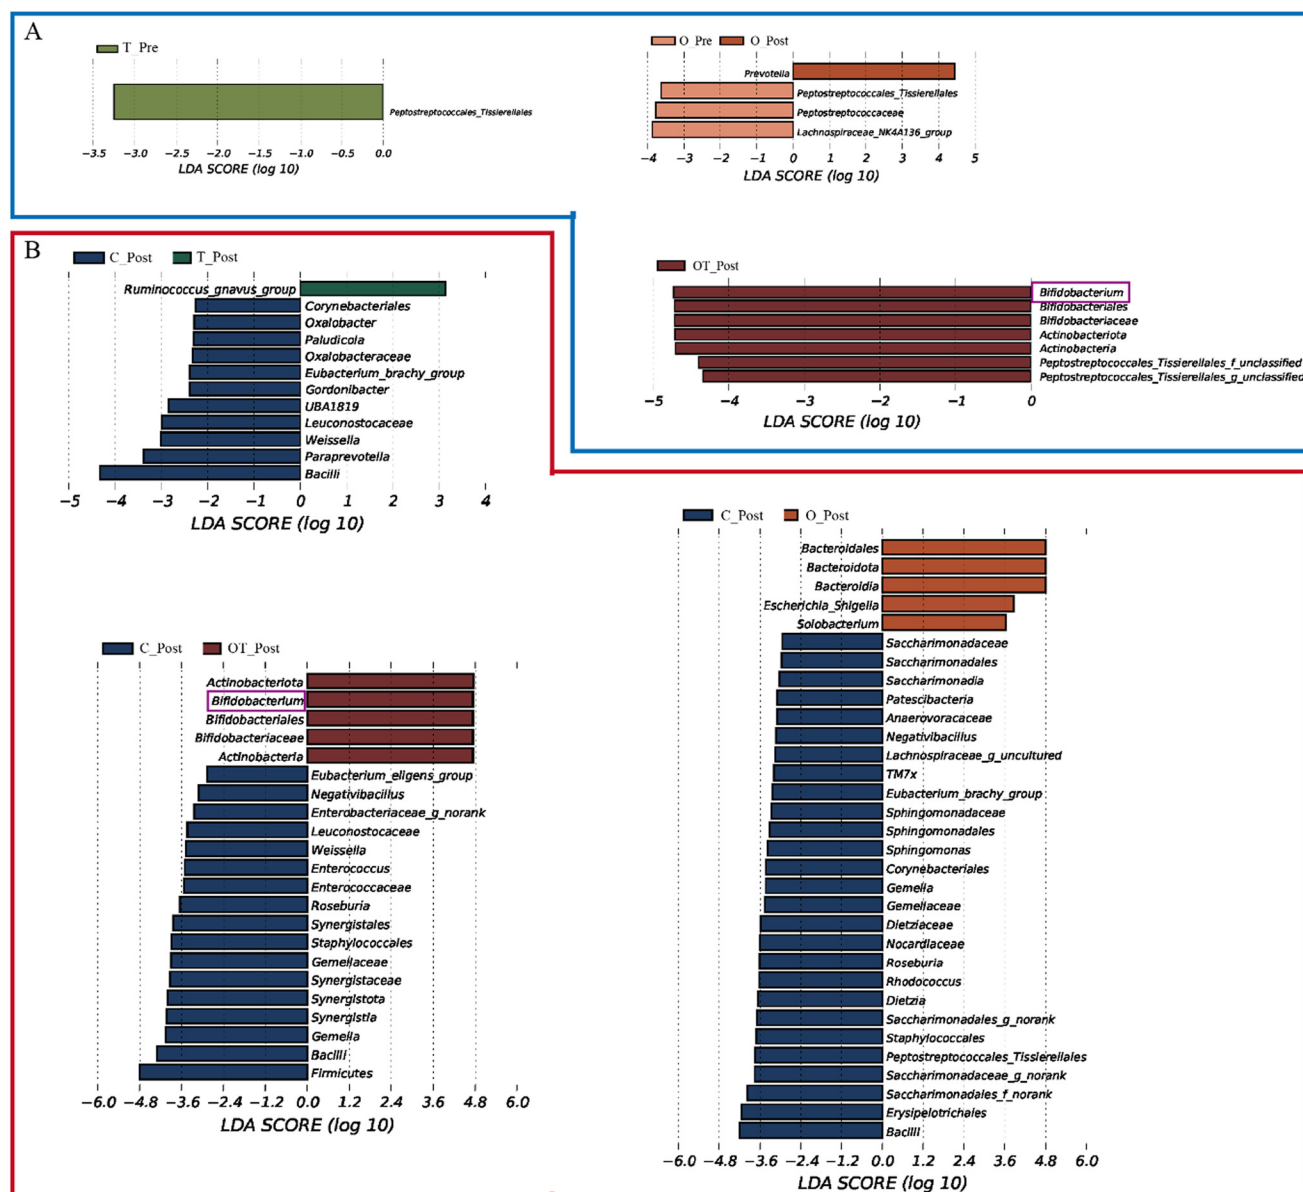 A
T_Pre
Peptostreptococcales_Tissierellales
−3.5 −3.0 −2.5 −2.0 −1.5 −1.0 −0.5 0.0
LDA SCORE (log 10)
O_Pre O_Post
Prevotella
Peptostreptococcales_Tissierellales
Peptostreptococcaceae
Lachnospiraceae_NK4A136_group
−4 −3 −2 −1 0 1 2 3 4 5
LDA SCORE (log 10)
OT_Post
Bifidobacterium
Bifidobacteriales
Bifidobacteriaceae
Actinobacteriota
Actinobacteria
Peptostreptococcales_Tissierellales_f_unclassified
Peptostreptococcales_Tissierellales_g_unclassified
−5 −4 −3 −2 −1 0
LDA SCORE (log 10)
B
C_Post T_Post
Ruminococcus_gnavus_group
Corynebacteriales
Oxalobacter
Paludicola
Oxalobacteraceae
Eubacterium_brachy_group
Gordonibacter
UBA1819
Leuconostocaceae
Weissella
Paraprevotella
Bacilli
−5 −4 −3 −2 −1 0 1 2 3 4
LDA SCORE (log 10)
C_Post OT_Post
Actinobacteriota
Bifidobacterium
Bifidobacteriales
Bifidobacteriaceae
Actinobacteria
Eubacterium_eligens_group
Negativibacillus
Enterobacteriaceae_g_norank
Leuconostocaceae
Weissella
Enterococcus
Enterococcaceae
Roseburia
Synergistales
Staphylococcales
Gemellaceae
Synergistaceae
Synergistota
Synergistia
Gemella
Bacilli
Firmicutes
−6.0 −4.8 −3.6 −2.4 −1.2 0.0 1.2 2.4 3.6 4.8 6.0
LDA SCORE (log 10)
C_Post O_Post
Bacteroidales
Bacteroidota
Bacteroidia
Escherichia_Shigella
Solobacterium
Saccharimonadaceae
Saccharimonadales
Saccharimonadia
Patescibacteria
Anaerovoracaceae
Negativibacillus
Lachnospiraceae_g_uncultured
TM7x
Eubacterium_brachy_group
Sphingomonadaceae
Sphingomonadales
Sphingomonas
Corynebacteriales
Gemella
Gemellaceae
Dietziaceae
Nocardiaceae
Roseburia
Rhodococcus
Dietzia
Saccharimonadales_g_norank
Staphylococcales
Peptostreptococcales_Tissierellales
Saccharimonadaceae_g_norank
Saccharimonadales_f_norank
Erysipelotrichales
Bacilli
−6.0 −4.8 −3.6 −2.4 −1.2 0.0 1.2 2.4 3.6 4.8 6.0
LDA SCORE (log 10)